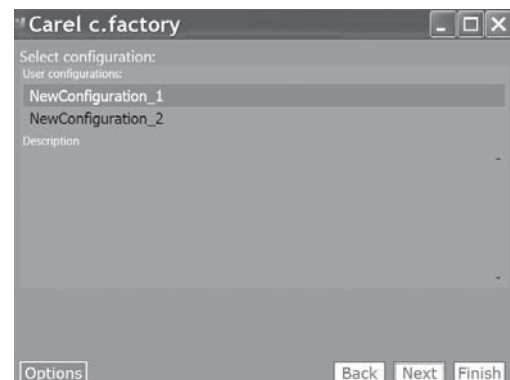 Carel c.factory
Select configuration:
User configurations:
NewConfiguration_1
NewConfiguration_2
Description
Options Back Next Finish